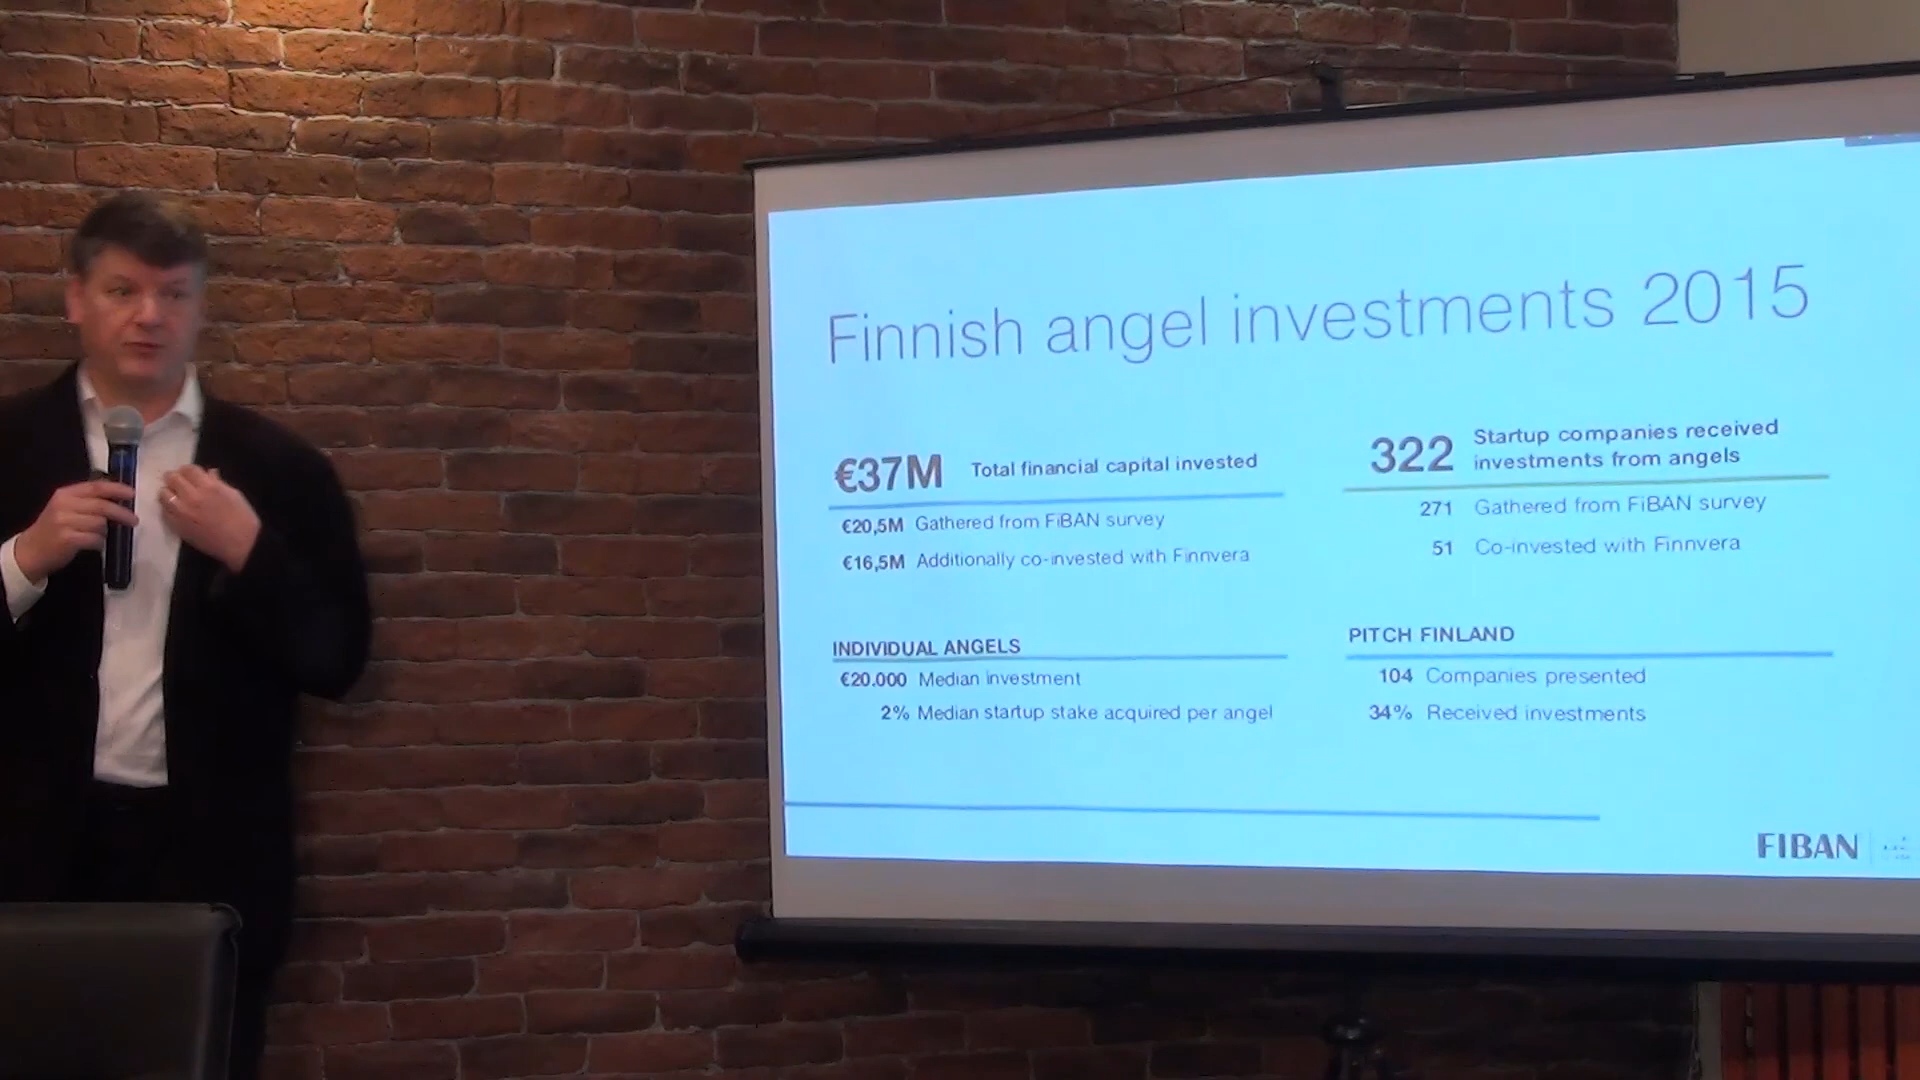 Finnish angel investments 2015
€37M Total financial capital invested
€20,5M Gathered from FiBAN survey
€16,5M Additionally co-invested with Finnvera
322 Startup companies received
investments from angels
271 Gathered from FiBAN survey
51 Co-invested with Finnvera
INDIVIDUAL ANGELS
€20.000 Median investment
2% Median startup stake acquired per angel
PITCH FINLAND
104 Companies presented
34% Received investments
FIBAN